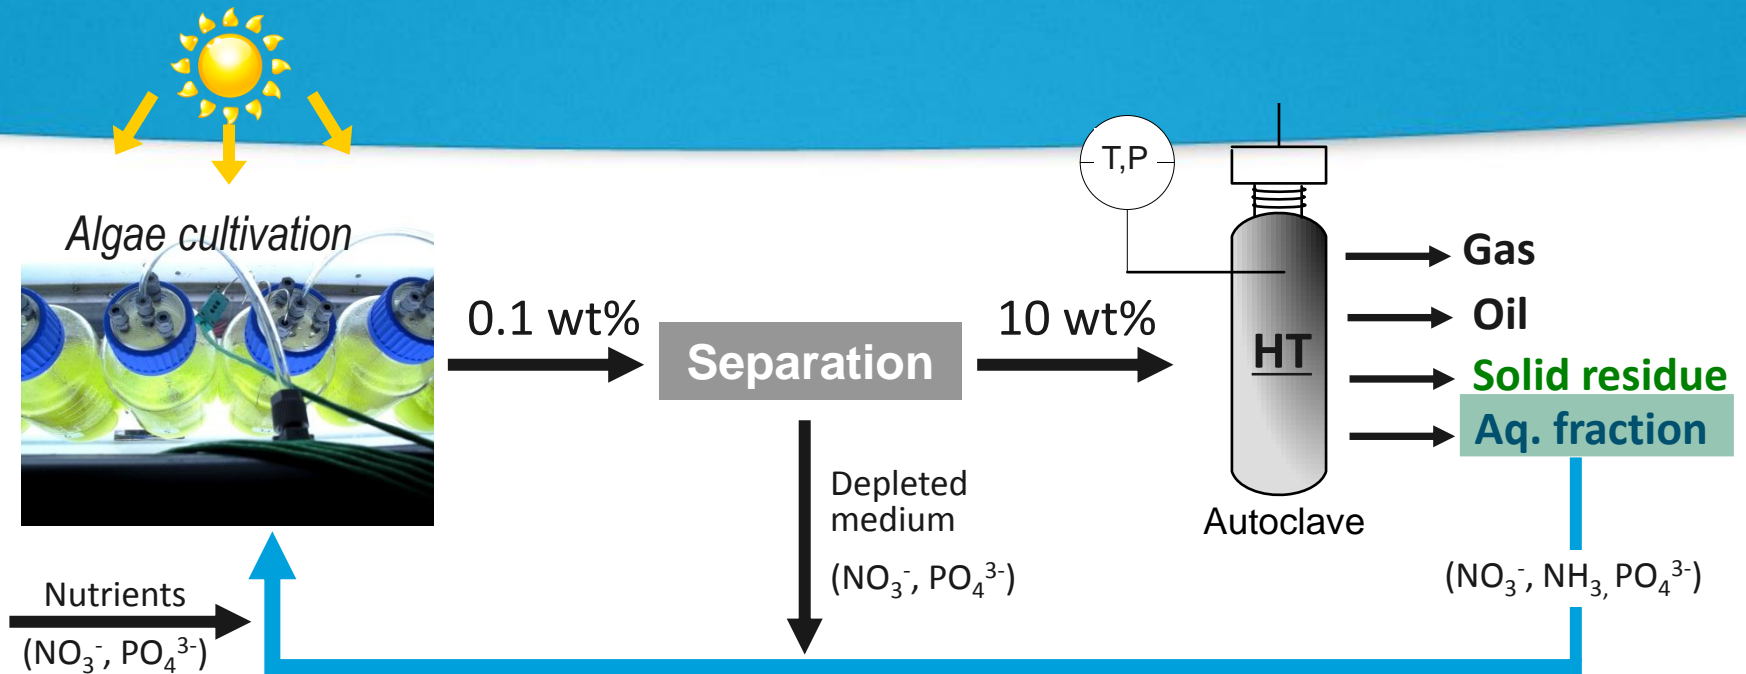 T,P
Algae cultivation
Gas
0.1 wt%
10 wt%
Oil
HT
Separation
Solid residue
Aq. fraction
Depleted
medium
Autoclave
(NO₃⁻, PO₄³⁻)
(NO₃⁻, NH₃, PO₄³⁻)
Nutrients
(NO₃⁻, PO₄³⁻)